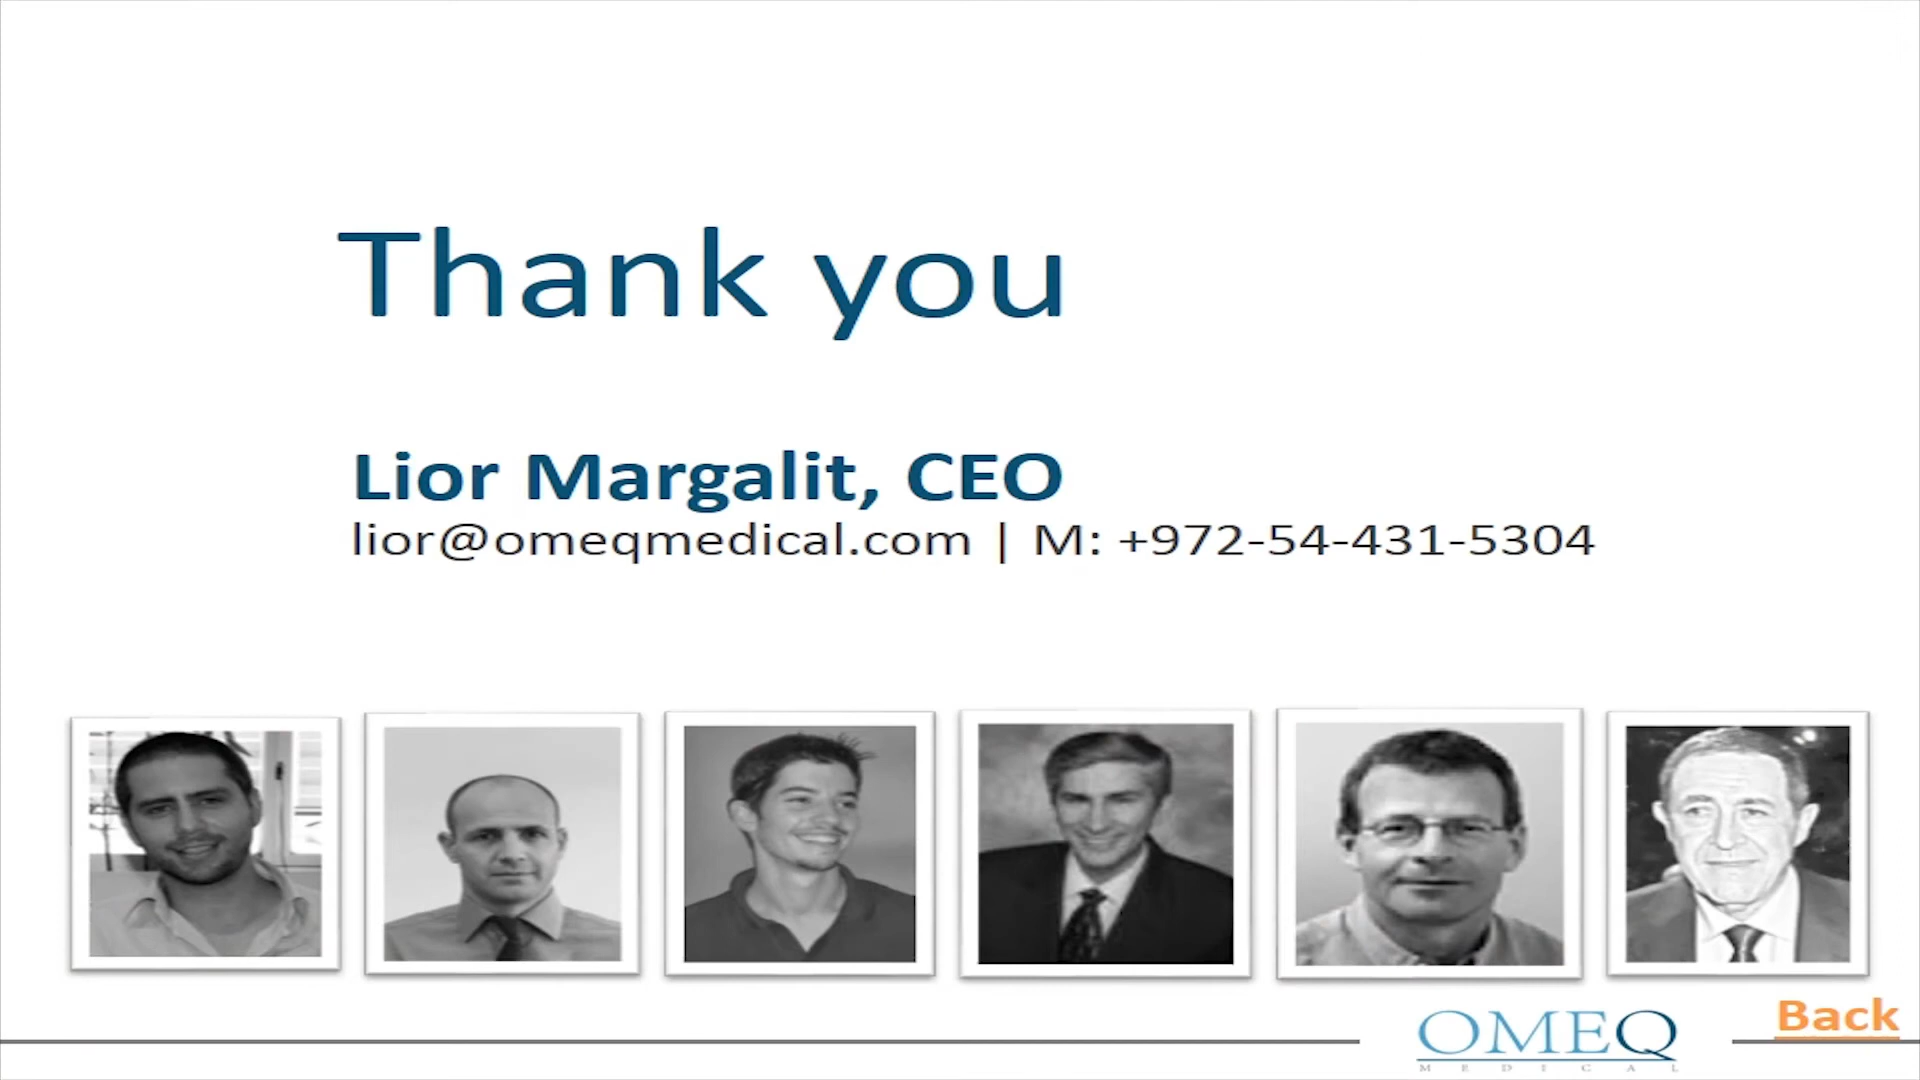 Thank you
Lior Margalit, CEO
lior@omeqmedical.com | M: +972-54-431-5304
Back
OMEQ
MEDICAL